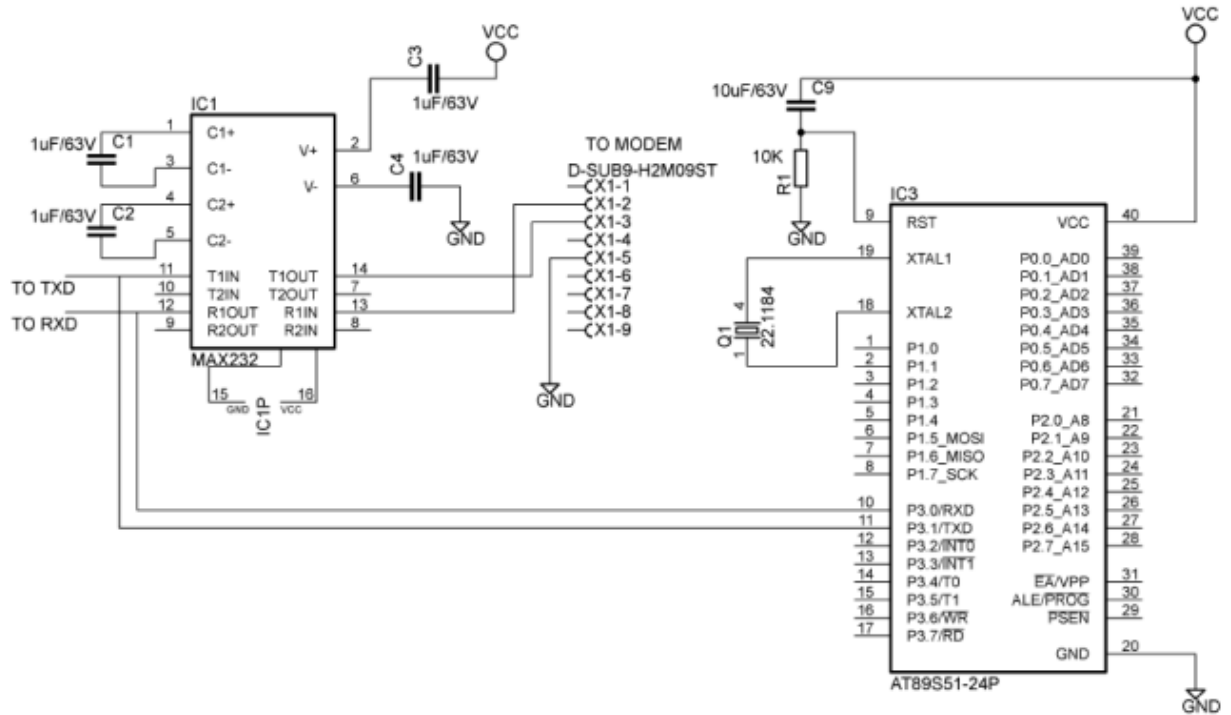 VCC
C3
1uF/63V
IC1
1
C1+
1uF/63V
C1
3
C1-
4
C2+
1uF/63V
C2
5
C2-
V+
2
V-
6
C4
1uF/63V
GND
11
T1IN
T1OUT
14
TO TXD
10
T2IN
T2OUT
7
12
R1OUT
R1IN
13
TO RXD
9
R2OUT
R2IN
8
MAX232
15
GND
IC1P
VCC
16
TO MODEM
D-SUB9-H2M09ST
X1-1
X1-2
X1-3
X1-4
X1-5
X1-6
X1-7
X1-8
X1-9
GND
VCC
10uF/63V
C9
10K
R1
GND
Q1
4
1
22.1184
IC3
9
RST
19
XTAL1
18
XTAL2
1
P1.0
2
P1.1
3
P1.2
4
P1.3
5
P1.4
6
P1.5_MOSI
7
P1.6_MISO
8
P1.7_SCK
10
P3.0/RXD
11
P3.1/TXD
12
P3.2/INT0
13
P3.3/INT1
14
P3.4/T0
15
P3.5/T1
16
P3.6/WR
17
P3.7/RD
VCC
40
P0.0_AD0
39
P0.1_AD1
38
P0.2_AD2
37
P0.3_AD3
36
P0.4_AD4
35
P0.5_AD5
34
P0.6_AD6
33
P0.7_AD7
32
P2.0_A8
21
P2.1_A9
22
P2.2_A10
23
P2.3_A11
24
P2.4_A12
25
P2.5_A13
26
P2.6_A14
27
P2.7_A15
28
EA/VPP
31
ALE/PROG
30
PSEN
29
GND
20
AT89S51-24P
GND